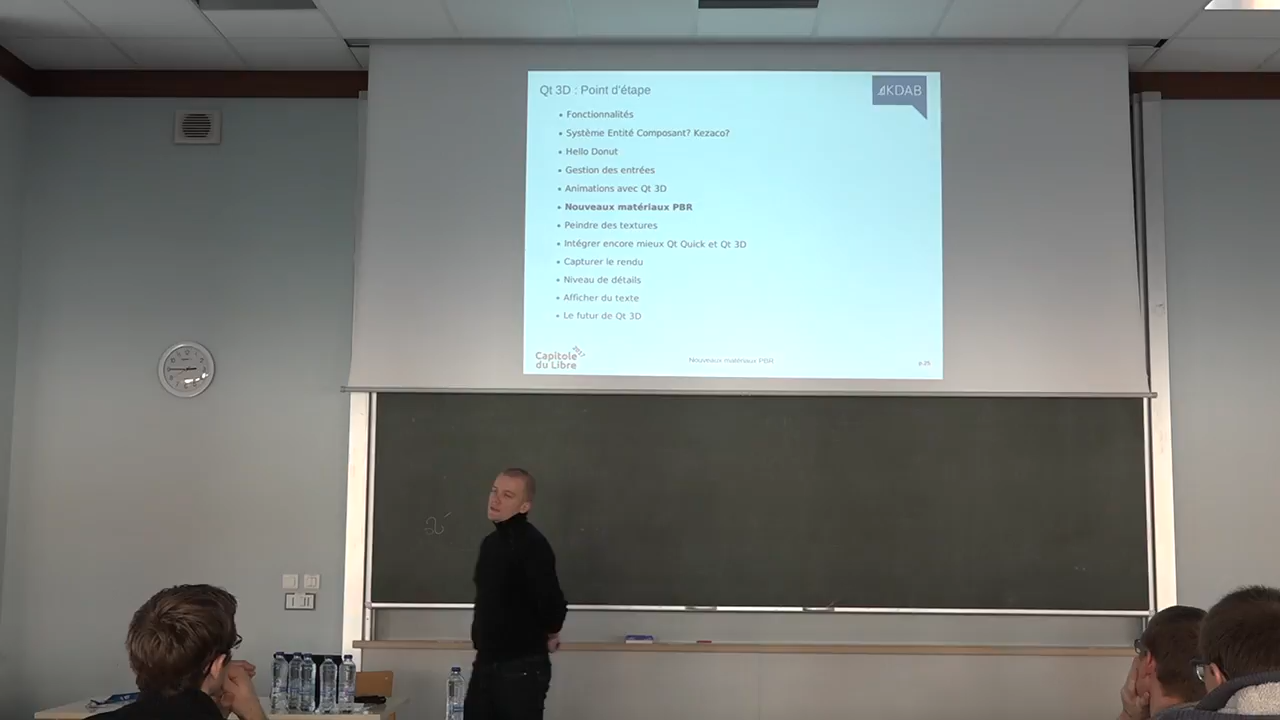 Qt 3D : Point d'étape
KDAB
• Fonctionnalités
• Système Entité Composant? Kezaco?
• Hello Donut
• Gestion des entrées
• Animations avec Qt 3D
• Nouveaux matériaux PBR
• Peindre des textures
• Intégrer encore mieux Qt Quick et Qt 3D
• Capturer le rendu
• Niveau de détails
• Afficher du texte
• Le futur de Qt 3D
Capitole 2017
du Libre
Nouveaux matériaux PBR